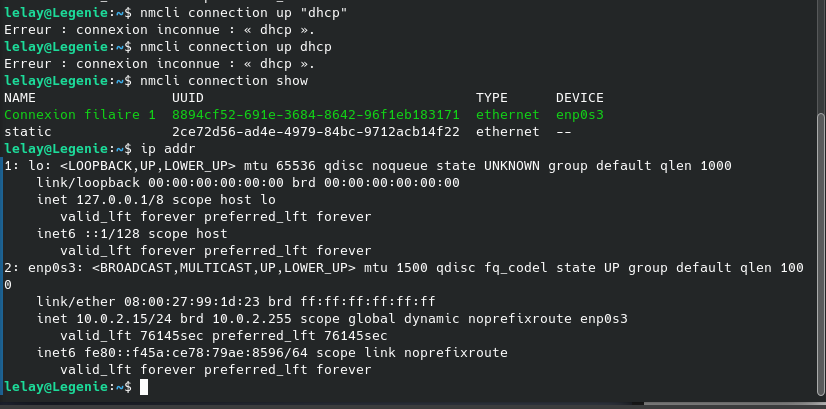 lelay@Legenie:~$ nmcli connection up "dhcp"
Erreur : connexion inconnue : « dhcp ».
lelay@Legenie:~$ nmcli connection up dhcp
Erreur : connexion inconnue : « dhcp ».
lelay@Legenie:~$ nmcli connection show
NAME                 UUID                                  TYPE      DEVICE
Connexion filaire 1  8894cf52-691e-3684-8642-96f1eb183171  ethernet  enp0s3
static               2ce72d56-ad4e-4979-84bc-9712acb14f22  ethernet  --
lelay@Legenie:~$ ip addr
1: lo: <LOOPBACK,UP,LOWER_UP> mtu 65536 qdisc noqueue state UNKNOWN group default qlen 1000
    link/loopback 00:00:00:00:00:00 brd 00:00:00:00:00:00
    inet 127.0.0.1/8 scope host lo
       valid_lft forever preferred_lft forever
    inet6 ::1/128 scope host
       valid_lft forever preferred_lft forever
2: enp0s3: <BROADCAST,MULTICAST,UP,LOWER_UP> mtu 1500 qdisc fq_codel state UP group default qlen 100
0
    link/ether 08:00:27:99:1d:23 brd ff:ff:ff:ff:ff:ff
    inet 10.0.2.15/24 brd 10.0.2.255 scope global dynamic noprefixroute enp0s3
       valid_lft 76145sec preferred_lft 76145sec
    inet6 fe80::f45a:ce78:79ae:8596/64 scope link noprefixroute
       valid_lft forever preferred_lft forever
lelay@Legenie:~$